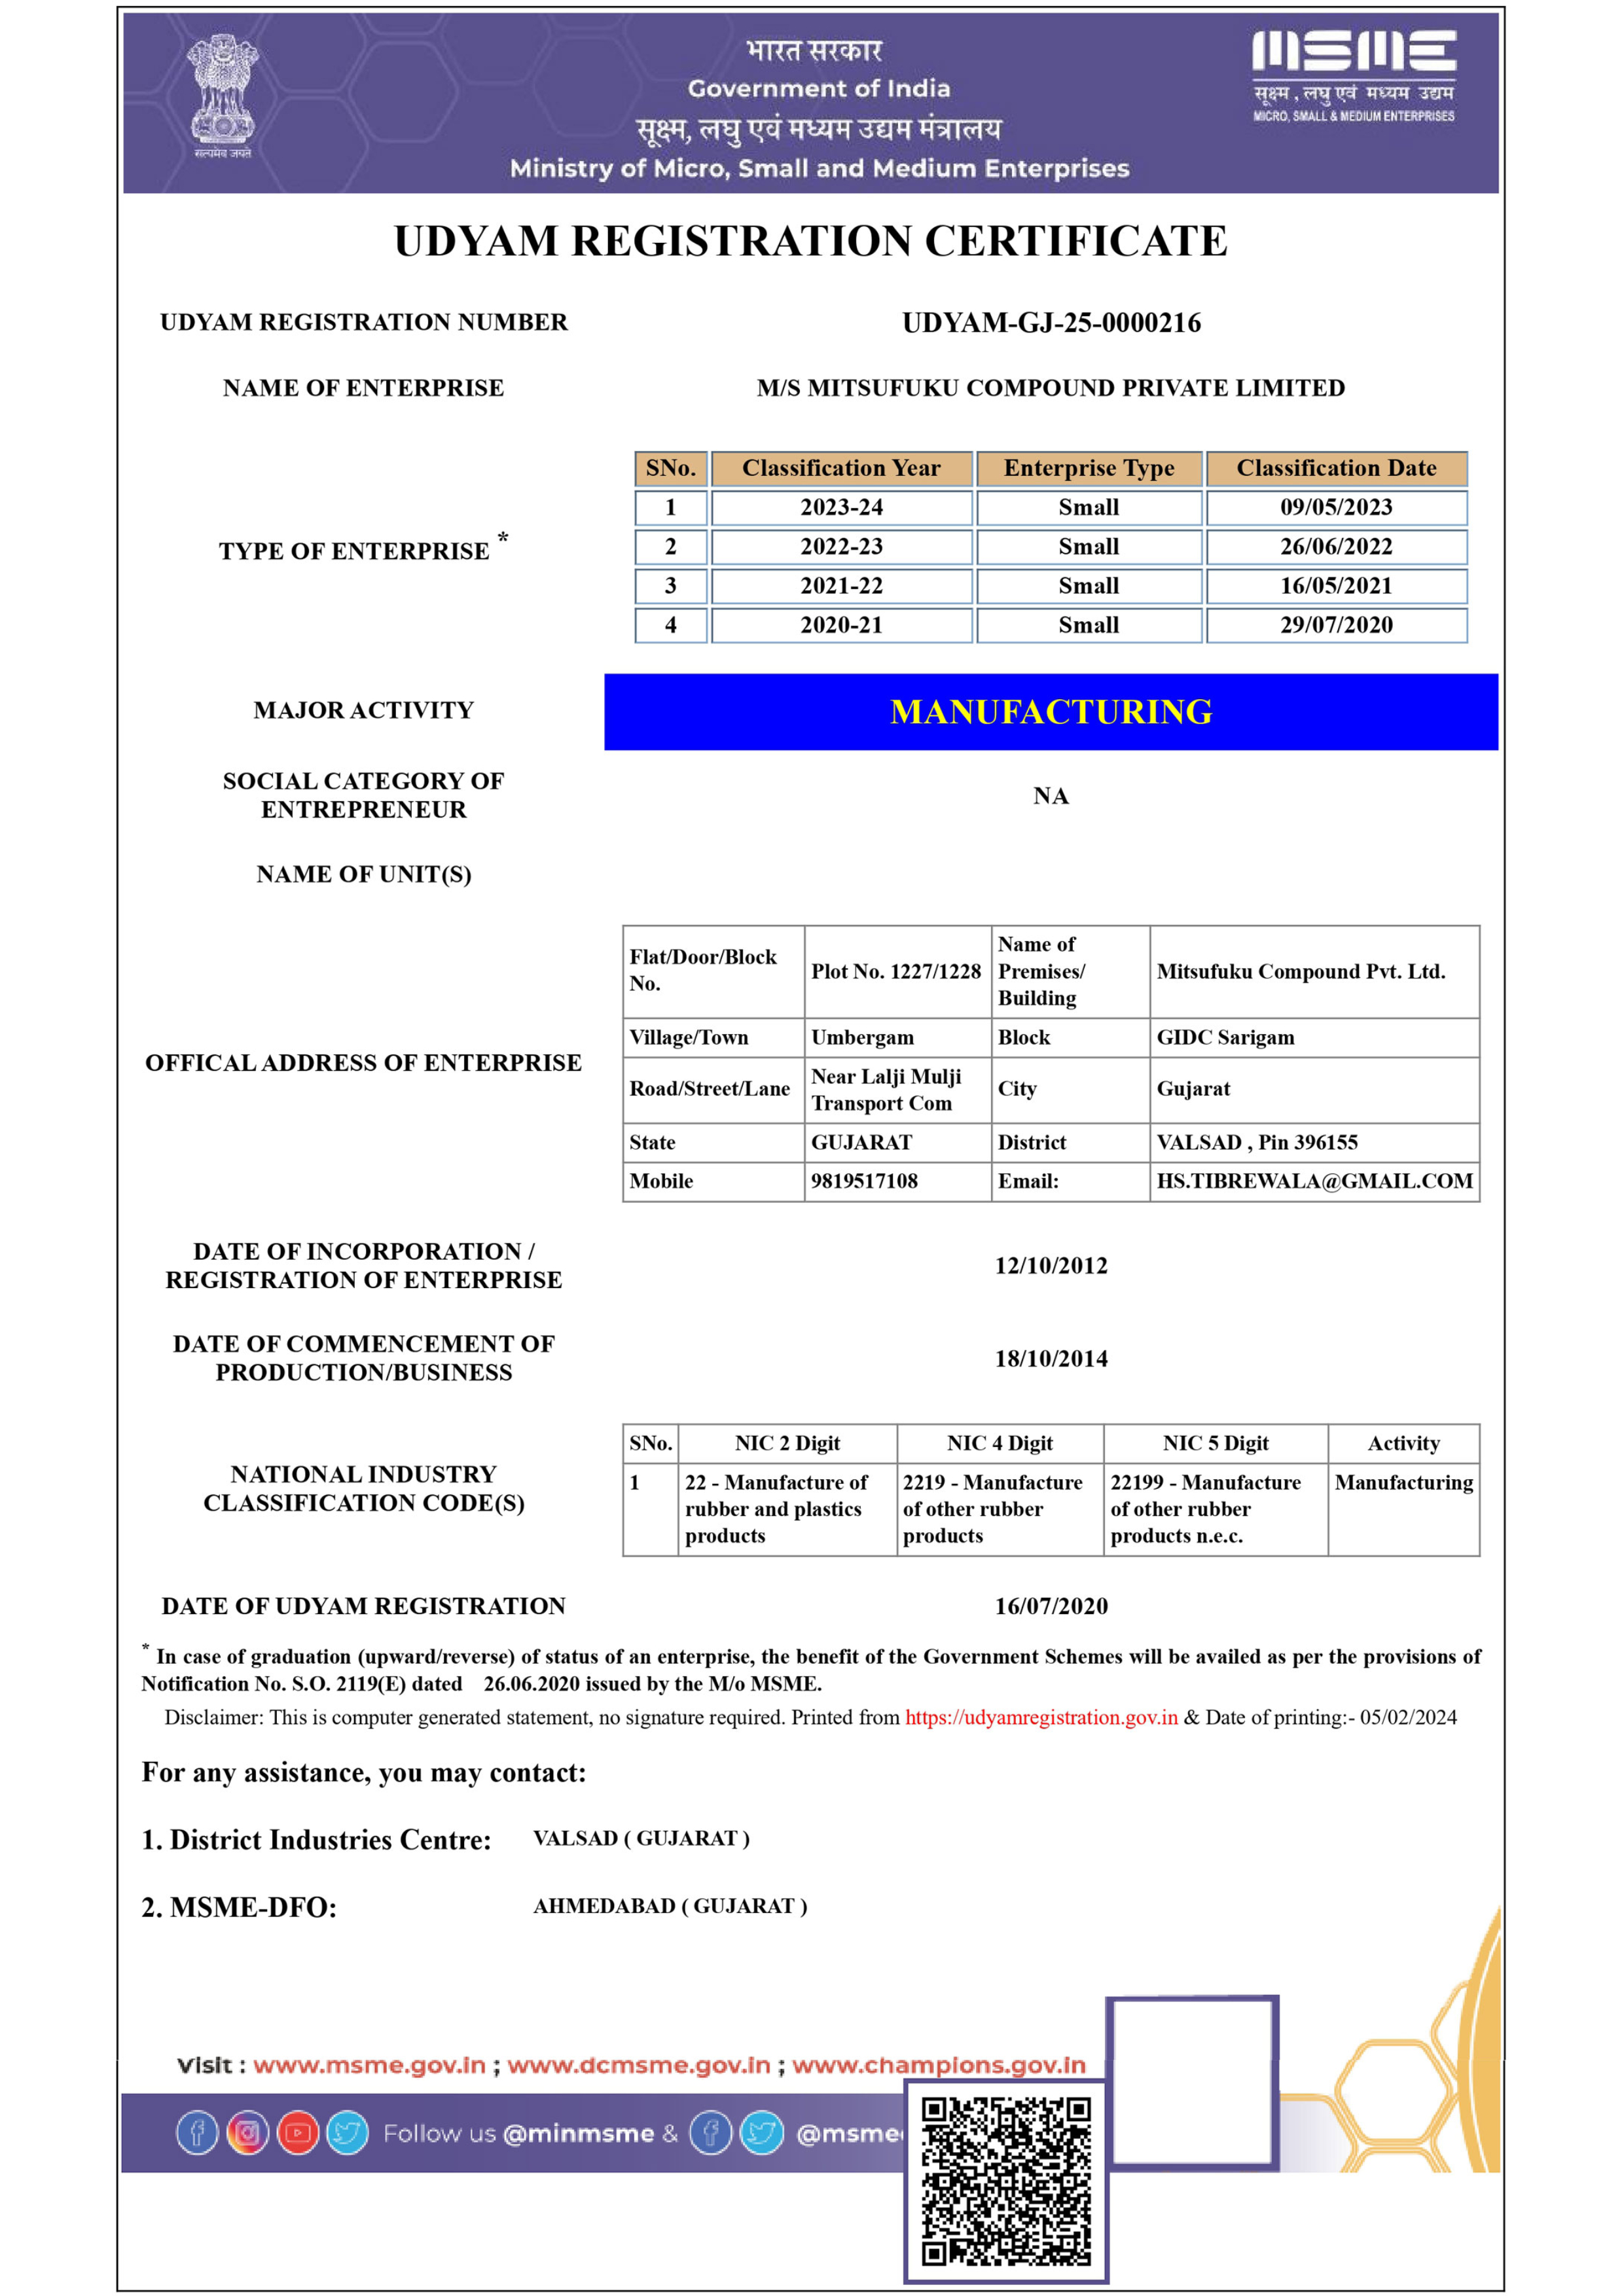 भारत सरकार
Government of India
सूक्ष्म, लघु एवं मध्यम उद्यम मंत्रालय
Ministry of Micro, Small and Medium Enterprises
सत्यमेव जयते
MSME
सूक्ष्म, लघु एवं मध्यम उद्यम
MICRO, SMALL & MEDIUM ENTERPRISES
UDYAM REGISTRATION CERTIFICATE
UDYAM REGISTRATION NUMBER UDYAM-GJ-25-0000216
NAME OF ENTERPRISE M/S MITSUFUKU COMPOUND PRIVATE LIMITED
TYPE OF ENTERPRISE *
SNo. Classification Year Enterprise Type Classification Date
1 2023-24 Small 09/05/2023
2 2022-23 Small 26/06/2022
3 2021-22 Small 16/05/2021
4 2020-21 Small 29/07/2020
MAJOR ACTIVITY MANUFACTURING
SOCIAL CATEGORY OF
ENTREPRENEUR
NA
NAME OF UNIT(S)
OFFICAL ADDRESS OF ENTERPRISE
Flat/Door/Block
No.
Plot No. 1227/1228
Name of
Premises/
Building
Mitsufuku Compound Pvt. Ltd.
Village/Town Umbergam Block GIDC Sarigam
Road/Street/Lane
Near Lalji Mulji
Transport Com
City Gujarat
State GUJARAT District VALSAD , Pin 396155
Mobile 9819517108 Email: HS.TIBREWALA@GMAIL.COM
DATE OF INCORPORATION /
REGISTRATION OF ENTERPRISE
12/10/2012
DATE OF COMMENCEMENT OF
PRODUCTION/BUSINESS
18/10/2014
NATIONAL INDUSTRY
CLASSIFICATION CODE(S)
SNo. NIC 2 Digit NIC 4 Digit NIC 5 Digit Activity
1
22 - Manufacture of
rubber and plastics
products
2219 - Manufacture
of other rubber
products
22199 - Manufacture
of other rubber
products n.e.c.
Manufacturing
DATE OF UDYAM REGISTRATION 16/07/2020
* In case of graduation (upward/reverse) of status of an enterprise, the benefit of the Government Schemes will be availed as per the provisions of
Notification No. S.O. 2119(E) dated 26.06.2020 issued by the M/o MSME.
Disclaimer: This is computer generated statement, no signature required. Printed from https://udyamregistration.gov.in & Date of printing:- 05/02/2024
For any assistance, you may contact:
1. District Industries Centre: VALSAD ( GUJARAT )
2. MSME-DFO: AHMEDABAD ( GUJARAT )
Visit : www.msme.gov.in ; www.dcmsme.gov.in ; www.champions.gov.in
Follow us @minmsme & @msme